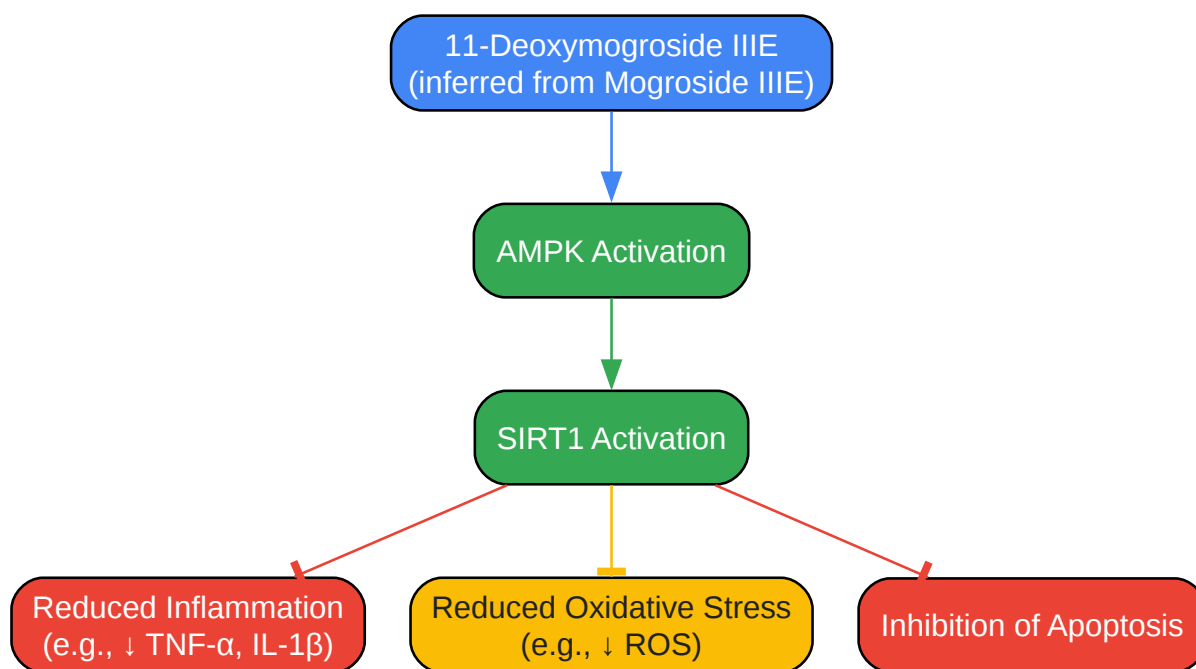 11-Deoxymogroside IIIE
(inferred from Mogroside IIIE)
AMPK Activation
SIRT1 Activation
Reduced Inflammation
(e.g., ↓ TNF-α, IL-1β)
Reduced Oxidative Stress
(e.g., ↓ ROS)
Inhibition of Apoptosis